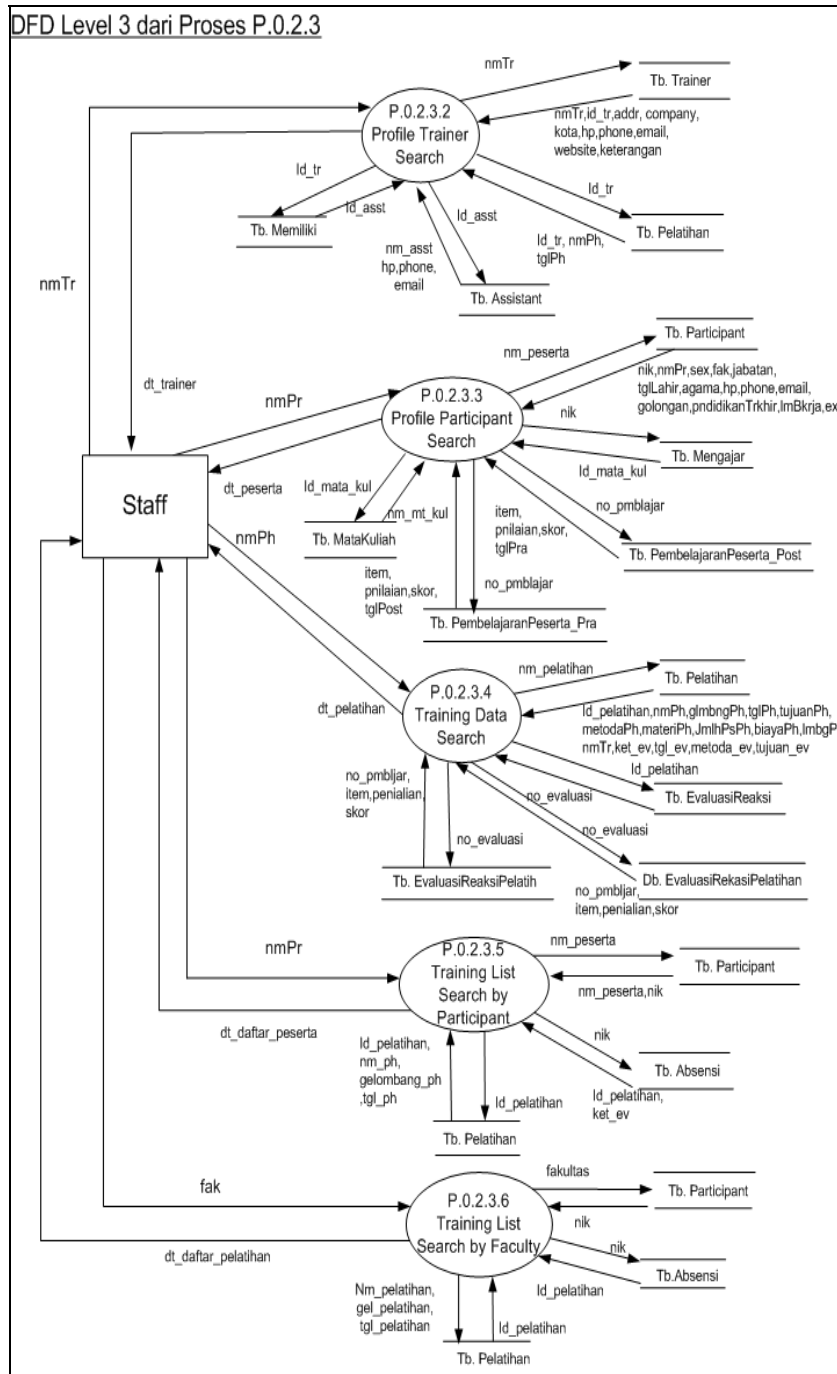 DFD Level 3 dari Proses P.0.2.3
nmTr
Tb. Trainer
P.0.2.3.2
Profile Trainer
Search
nmTr,id_tr,addr, company,
kota,hp,phone,email,
website,keterangan
Id_tr
Id_asst
Tb. Memiliki
Id_asst
Id_tr
Tb. Pelatihan
Id_tr, nmPh,
tglPh
nm_asst
hp,phone,
email
Tb. Assistant
nmTr
dt_trainer
nm_peserta
Tb. Participant
nmPr
P.0.2.3.3
Profile Participant
Search
nik,nmPr,sex,fak,jabatan,
tglLahir,agama,hp,phone,email,
golongan,pndidikanTrkhir,lmBkrja,ex
nik
Tb. Mengajar
Id_mata_kul
dt_peserta
Id_mata_kul
nm_mt_kul
Tb. MataKuliah
item,
pnilaian,skor,
tglPra
no_pmblajar
Tb. PembelajaranPeserta_Post
Staff
nmPh
item,
pnilaian,skor,
tglPost
no_pmblajar
Tb. PembelajaranPeserta_Pra
nm_pelatihan
Tb. Pelatihan
P.0.2.3.4
Training Data
Search
dt_pelatihan
Id_pelatihan,nmPh,glmbngPh,tglPh,tujuanPh,
metodaPh,materiPh,JmlhPsPh,biayaPh,lmbgP
nmTr,ket_ev,tgl_ev,metoda_ev,tujuan_ev
Id_pelatihan
no_pmbljar,
item,penialian,
skor
no_evaluasi
Tb. EvaluasiReaksi
no_evaluasi
no_evaluasi
Tb. EvaluasiReaksiPelatih
Db. EvaluasiRekasiPelatihan
no_pmbljar,
item,penialian,skor
nmPr
P.0.2.3.5
Training List
Search by
Participant
nm_peserta
Tb. Participant
nm_peserta,nik
dt_daftar_peserta
Id_pelatihan,
nm_ph,
gelombang_ph
,tgl_ph
nik
Tb. Absensi
Id_pelatihan,
ket_ev
Id_pelatihan
Tb. Pelatihan
fak
P.0.2.3.6
Training List
Search by Faculty
fakultas
Tb. Participant
nik
nik
dt_daftar_pelatihan
Tb.Absensi
Id_pelatihan
Nm_pelatihan,
gel_pelatihan,
tgl_pelatihan
Id_pelatihan
Tb. Pelatihan